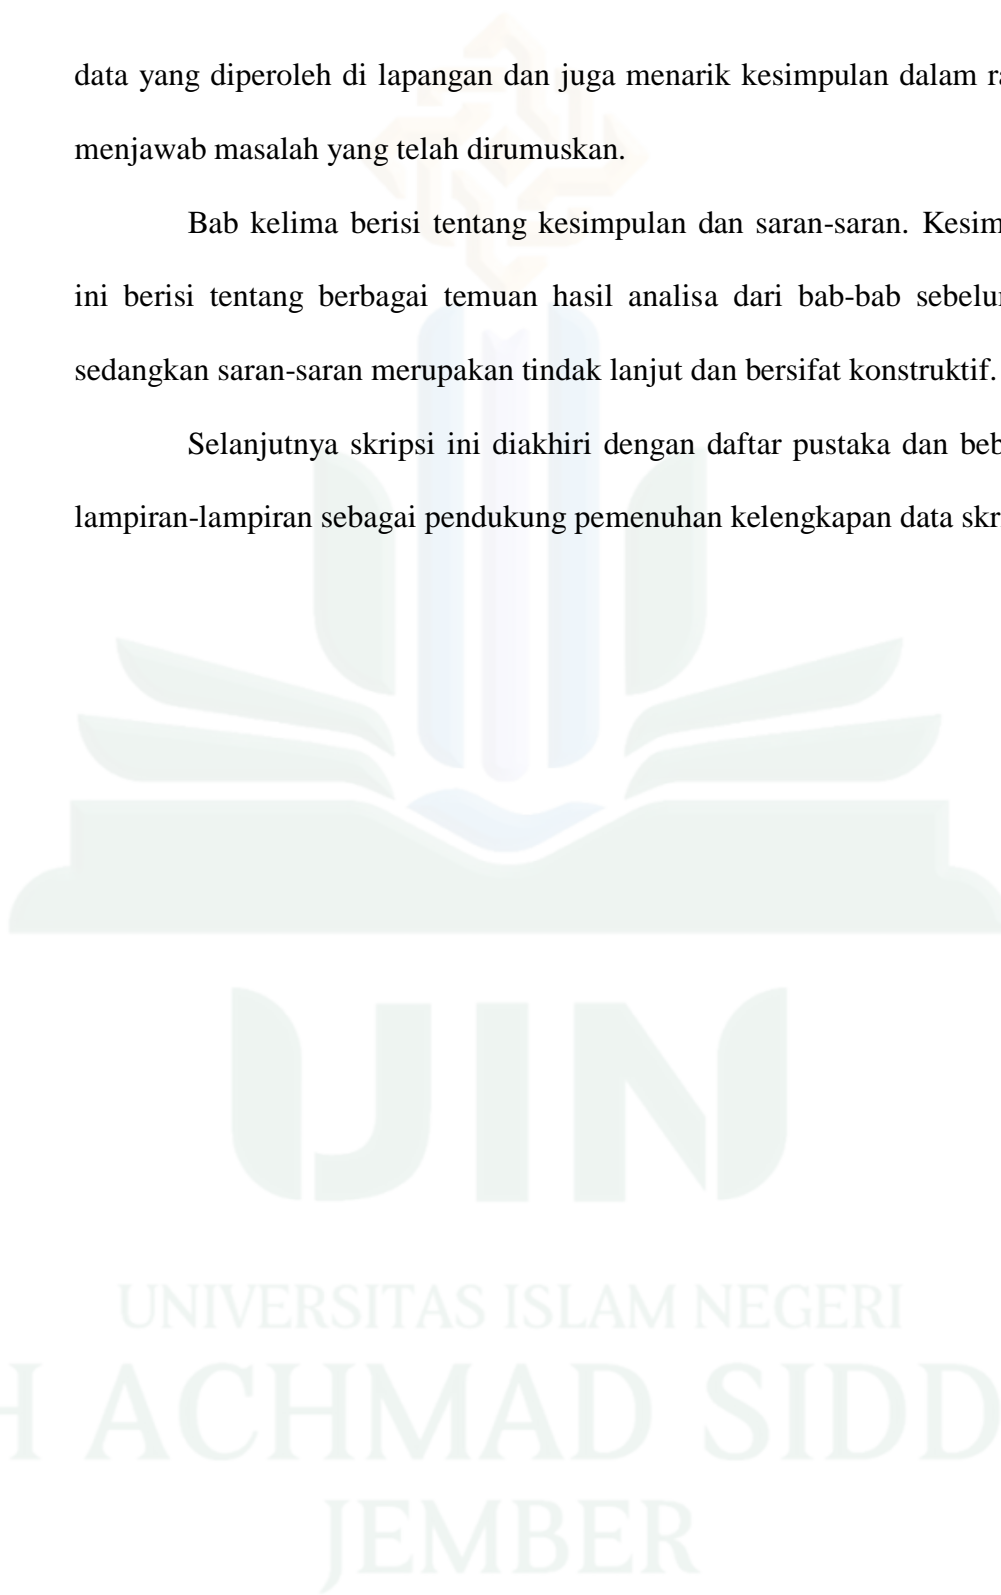 data yang diperoleh di lapangan dan juga menarik kesimpulan dalam
menjawab masalah yang telah dirumuskan.
Bab kelima berisi tentang kesimpulan dan saran-saran.
ini berisi tentang berbagai temuan hasil analisa dari bab-bab
sedangkan saran-saran merupakan tindak lanjut dan bersifat konstruktif.
Selanjutnya skripsi ini diakhiri dengan daftar pustaka dan
lampiran-lampiran sebagai pendukung pemenuhan kelengkapan data
UIN
UNIVERSITAS ISLAM NEGERI
H ACHMAD SIDD
JEMBER